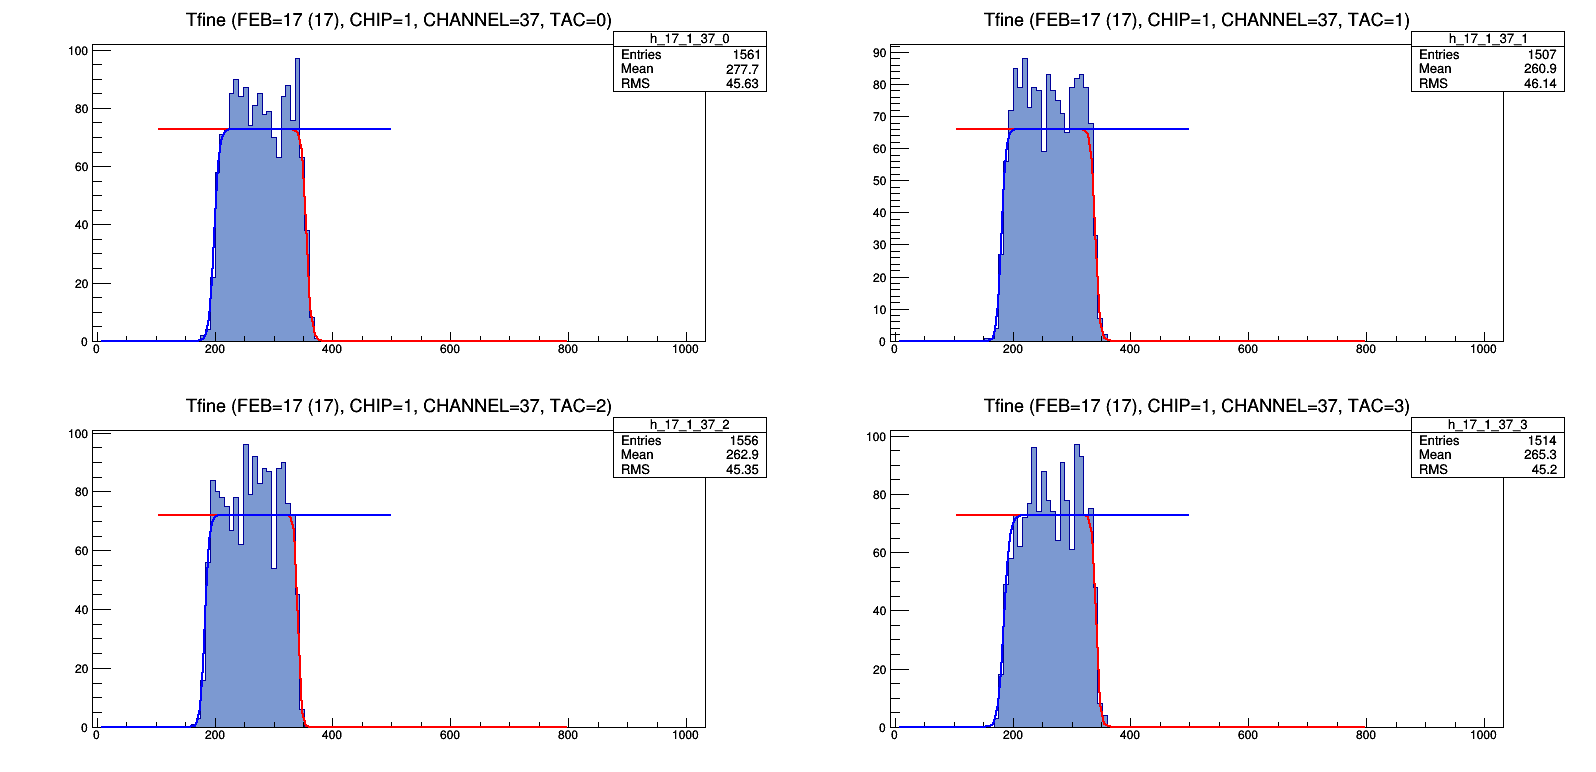 Tfine (FEB=17 (17), CHIP=1, CHANNEL=37, TAC=0)
h_17_1_37_0
Entries 1561
Mean 277.7
RMS 45.63
100
80
60
40
20
0
0 200 400 600 800 1000
Tfine (FEB=17 (17), CHIP=1, CHANNEL=37, TAC=1)
h_17_1_37_1
Entries 1507
Mean 260.9
RMS 46.14
90
80
70
60
50
40
30
20
10
0
0 200 400 600 800 1000
Tfine (FEB=17 (17), CHIP=1, CHANNEL=37, TAC=2)
h_17_1_37_2
Entries 1556
Mean 262.9
RMS 45.35
100
80
60
40
20
0
0 200 400 600 800 1000
Tfine (FEB=17 (17), CHIP=1, CHANNEL=37, TAC=3)
h_17_1_37_3
Entries 1514
Mean 265.3
RMS 45.2
100
80
60
40
20
0
0 200 400 600 800 1000